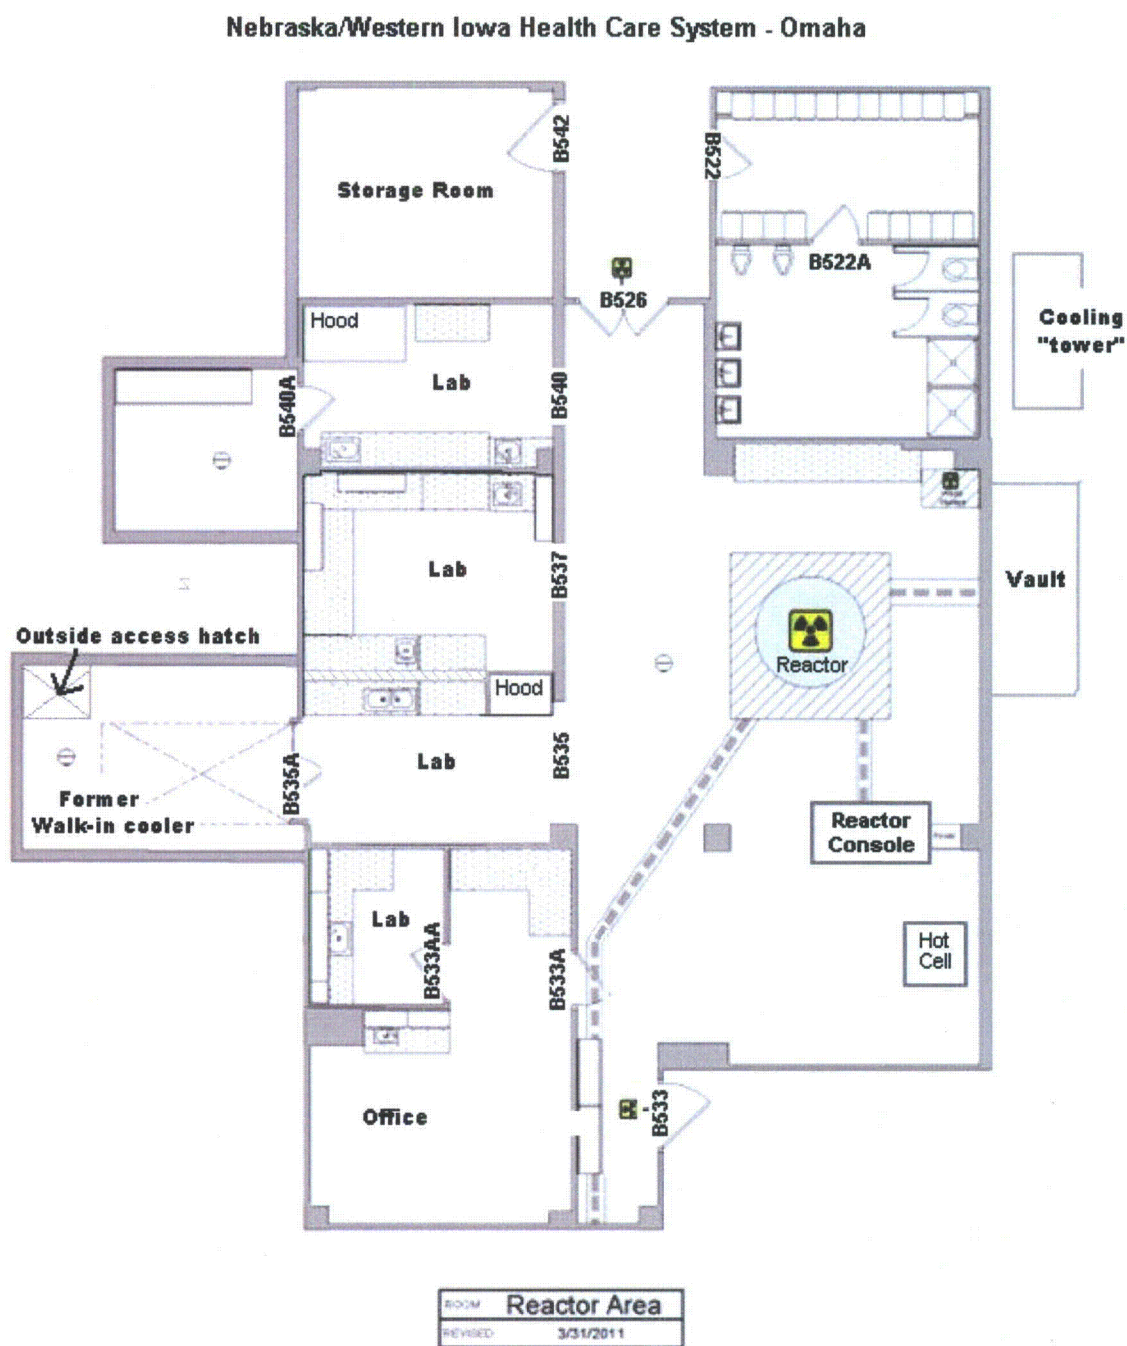 Nebraska/Western Iowa Health Care System - Omaha
B542
B522
Storage Room
B526
B522A
Hood
Cooling
"tower"
Lab
B540A
B540
Lab
B537
Vault
Outside access hatch
Reactor
Hood
Lab
B535A
B535
Former
Walk-in cooler
Reactor
Console
Lab
B533AA
B533A
Hot
Cell
Office
B533
ROOM Reactor Area
REVISED: 3/31/2011